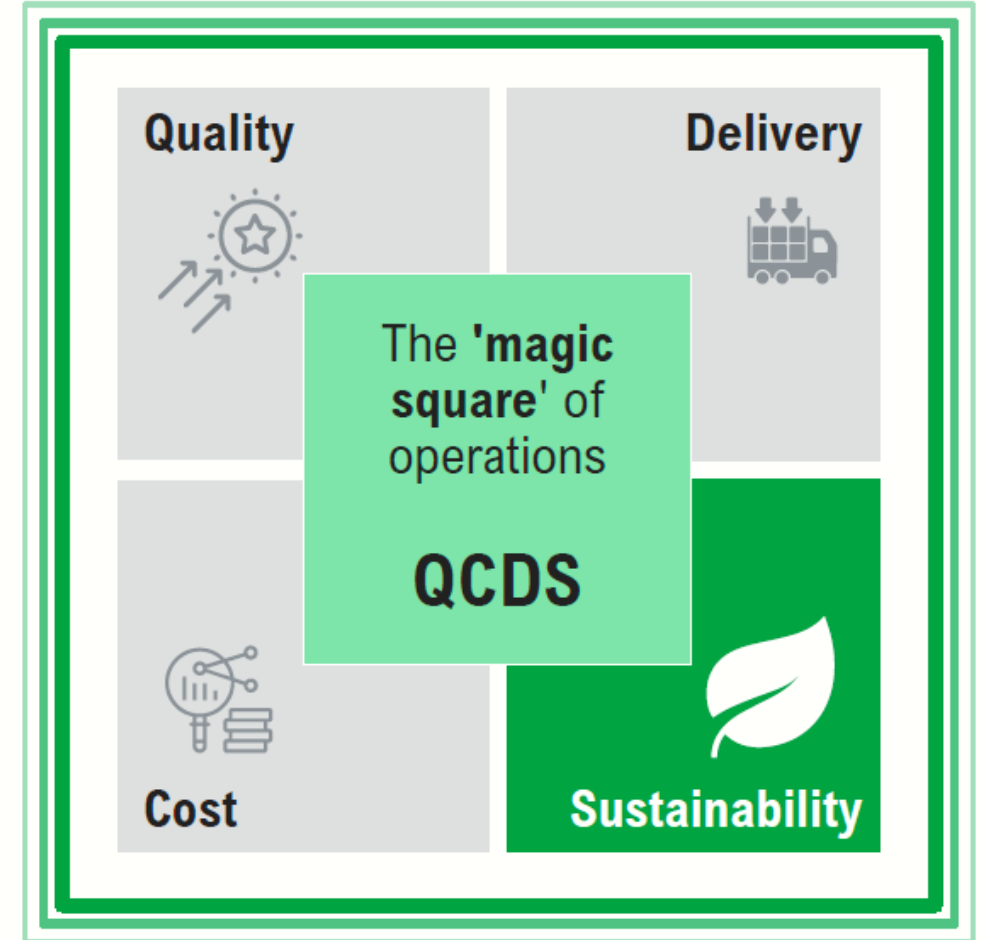 Quality
Delivery
The 'magic
square' of
operations
QCDS
Cost
Sustainability